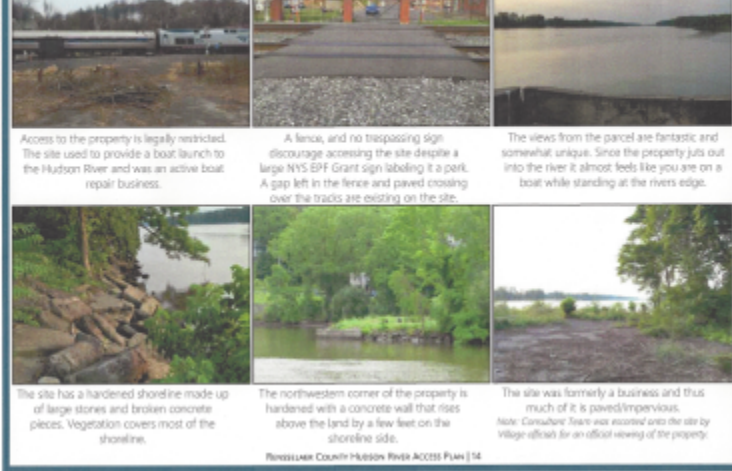 Access to the property is legally restricted.
The site used to provide a boat launch to
the Hudson River and was an active boat
repair business.
A fence, and no trespassing sign
discourage accessing the site despite a
large NYS EPF Grant sign labeling it a park.
A gap left in the fence and paved crossing
over the tracks are existing on the site.
The views from the parcel are fantastic and
somewhat unique. Since the property juts out
into the river it almost feels like you are on a
boat while standing at the rivers edge.
The site has a hardened shoreline made up
of large stones and broken concrete
pieces. Vegetation covers most of the
shoreline.
The northwestern corner of the property is
hardened with a concrete wall that rises
above the land by a few feet on the
shoreline side.
The site was formerly a business and thus
much of it is paved/impervious.
Note: Consultant Team was escorted onto the site by
Village officials for an official viewing of the property.
Rensselaer County Hudson River Access Plan | 14